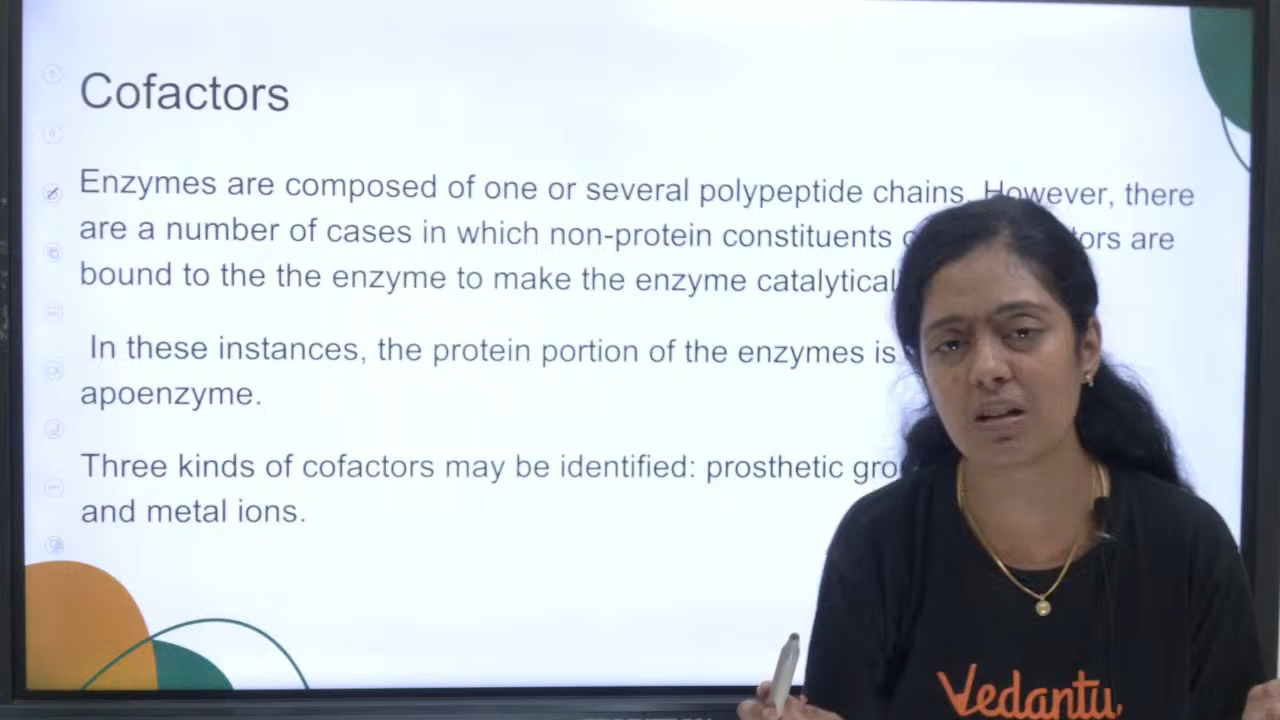 Cofactors
Enzymes are composed of one or several polypeptide chains. However, there
are a number of cases in which non-protein constituents tors are
bound to the the enzyme to make the enzyme catalytical
In these instances, the protein portion of the enzymes is
apoenzyme.
Three kinds of cofactors may be identified: prosthetic gro
and metal ions.
Vedantu